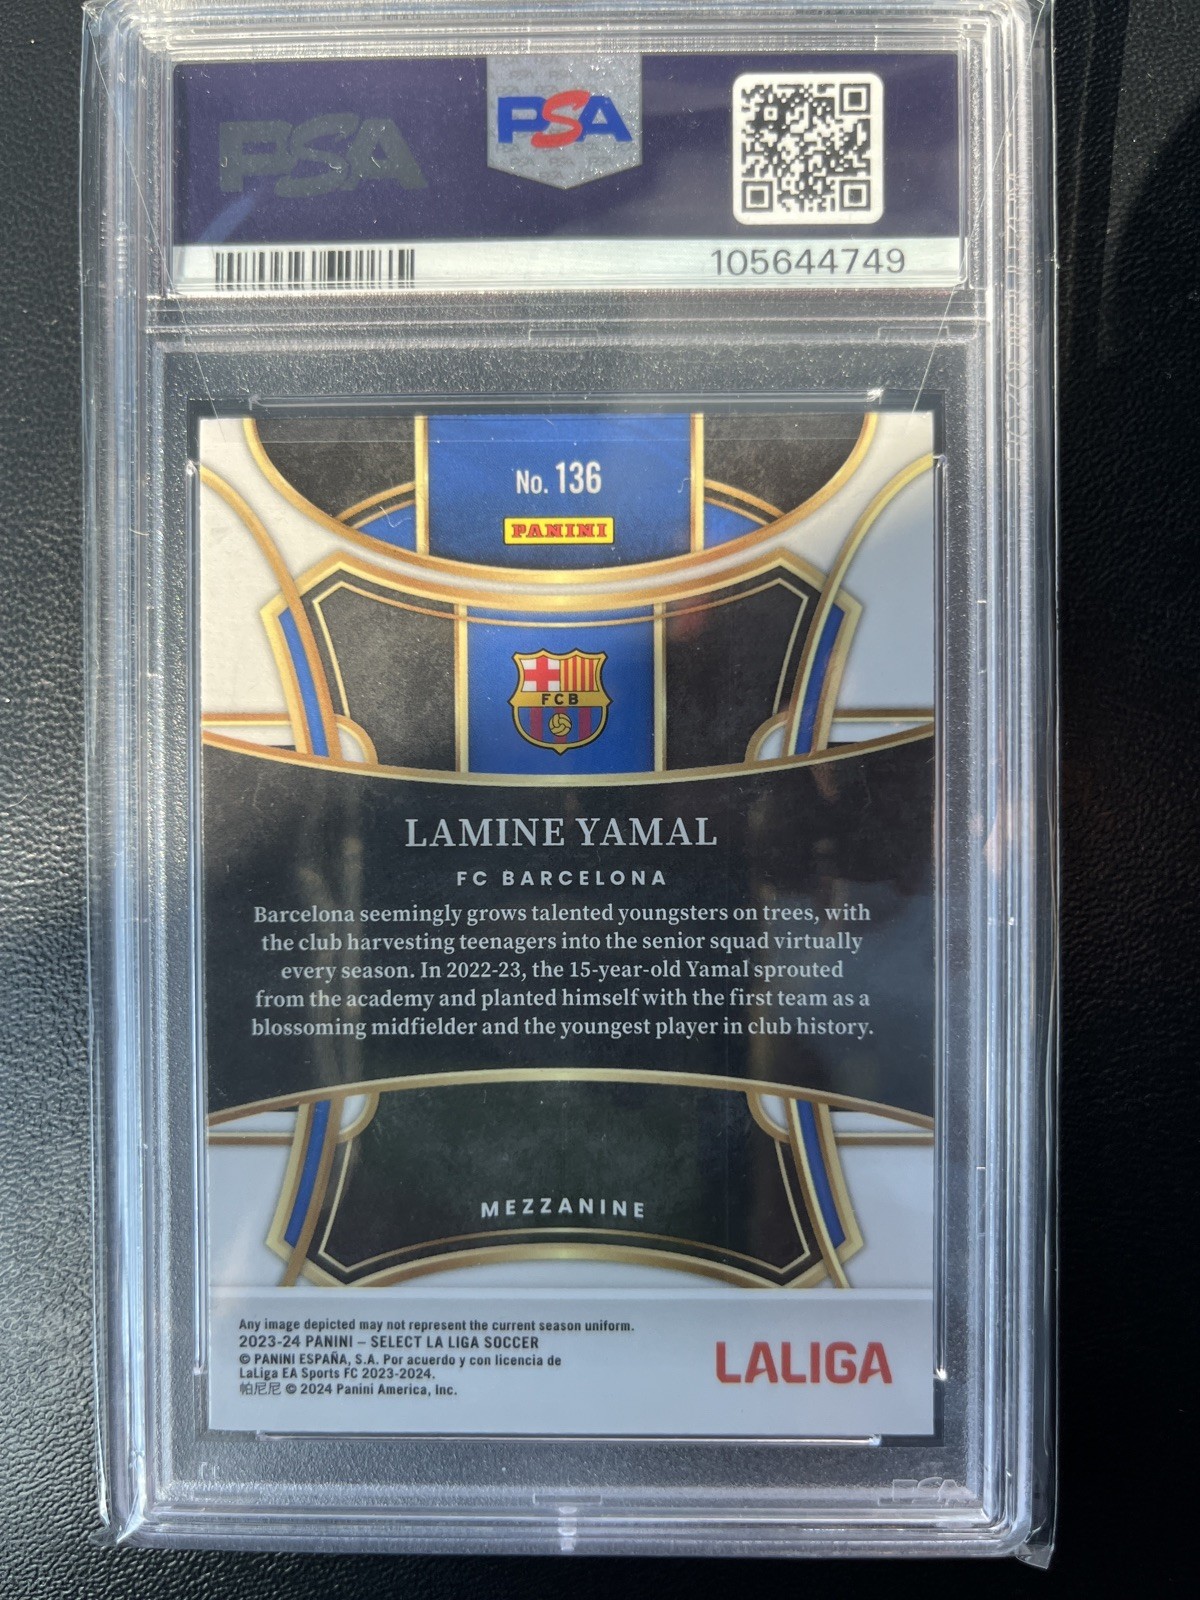 PSA
PSA
105644749
No. 136
PANINI
FCB
LAMINE YAMAL
FC BARCELONA
Barcelona seemingly grows talented youngsters on trees, with
the club harvesting teenagers into the senior squad virtually
every season. In 2022-23, the 15-year-old Yamal sprouted
from the academy and planted himself with the first team as a
blossoming midfielder and the youngest player in club history.
MEZZANINE
Any image depicted may not represent the current season uniform.
2023-24 PANINI – SELECT LA LIGA SOCCER
© PANINI ESPAÑA, S.A. Por acuerdo y con licencia de
LaLiga EA Sports FC 2023-2024.
帕尼尼 © 2024 Panini America, Inc.
LALIGA
PSA